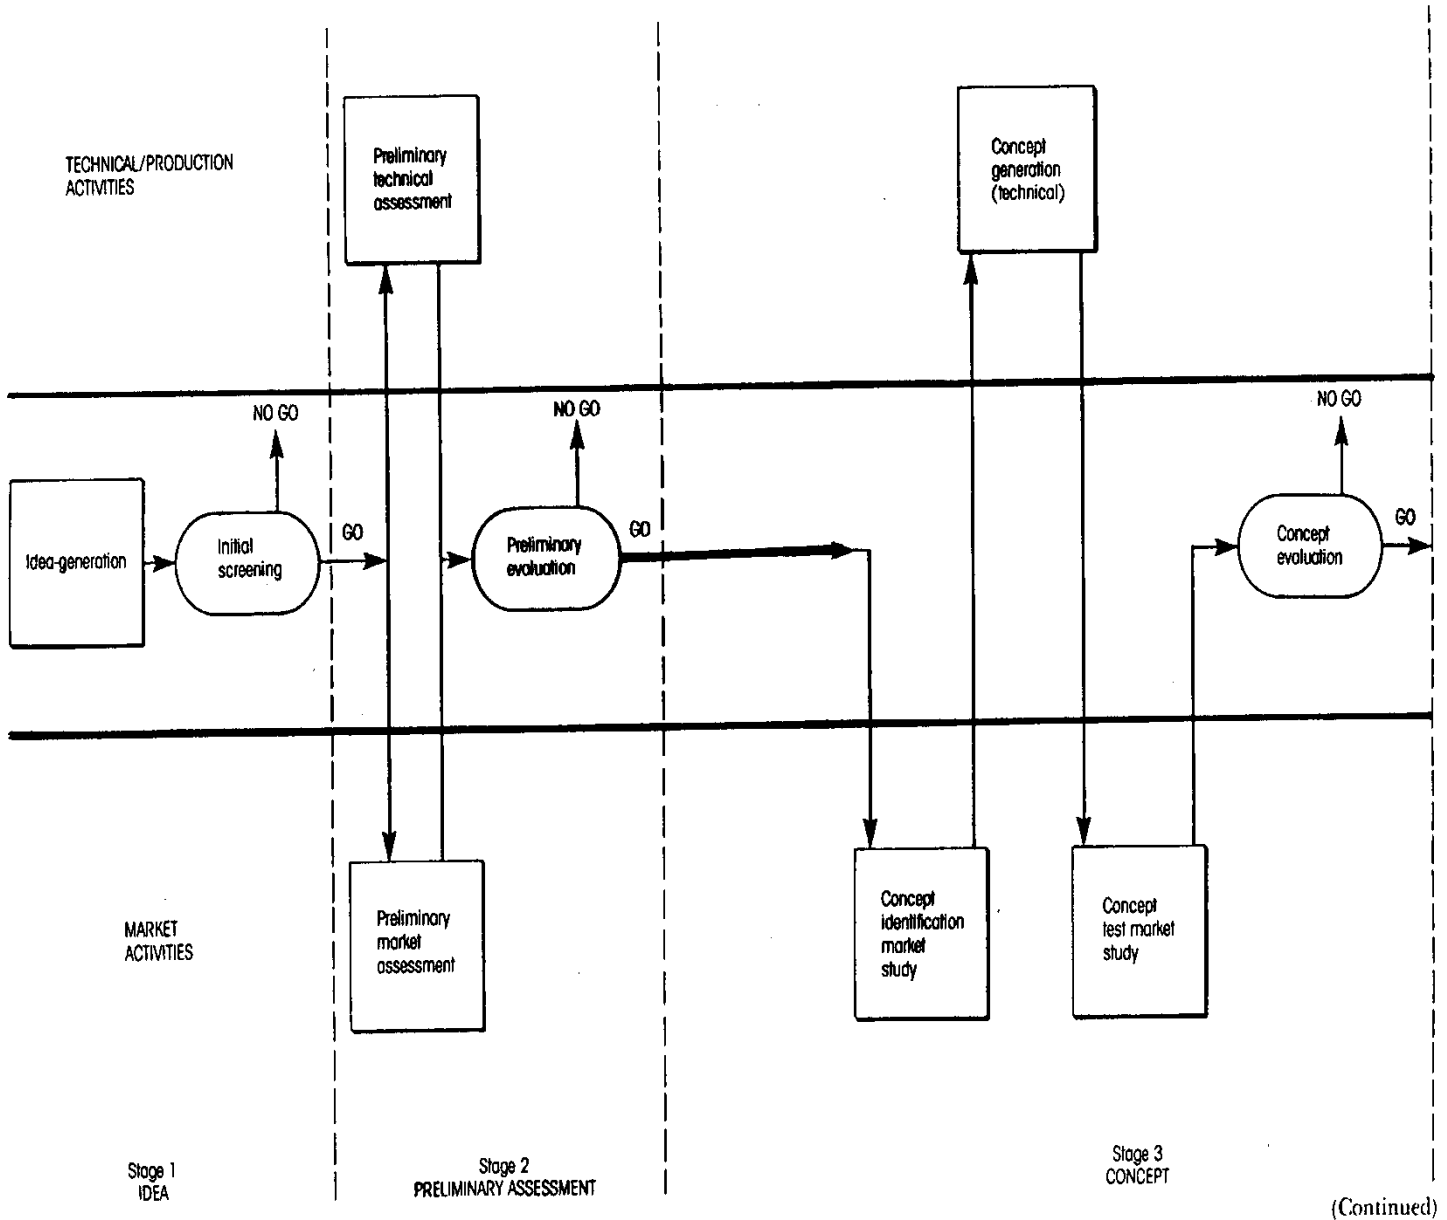 TECHNICAL/PRODUCTION
ACTIVITIES
Preliminary
technical
assessment
Concept
generation
(technical)
NO GO
NO GO
NO GO
Idea-generation
Initial
screening
GO
Preliminary
evaluation
GO
Concept
evaluation
GO
MARKET
ACTIVITIES
Preliminary
market
assessment
Concept
identification
market
study
Concept
test market
study
Stage 1
IDEA
Stage 2
PRELIMINARY ASSESSMENT
Stage 3
CONCEPT
(Continued)